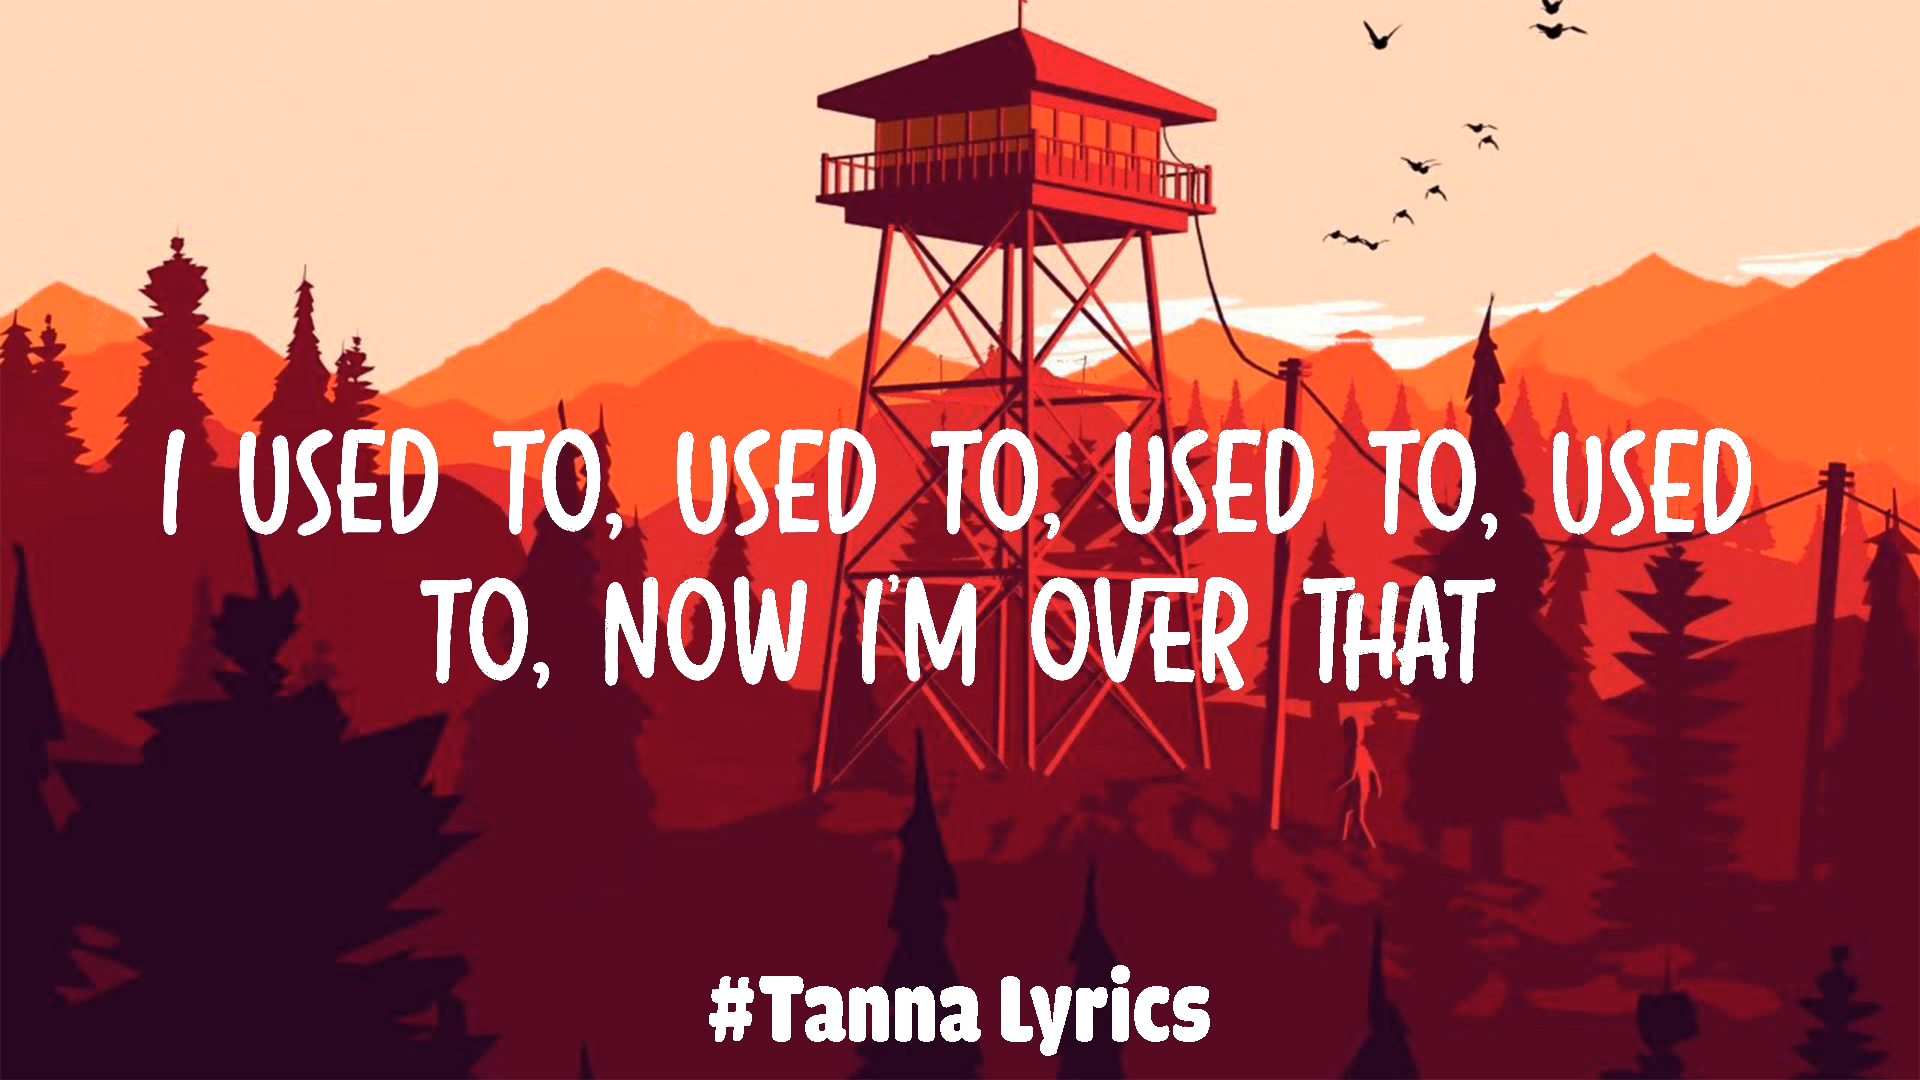 I USED TO, USED TO, USED TO, USED
TO, NOW I'M OVER THAT
#Tanna Lyrics